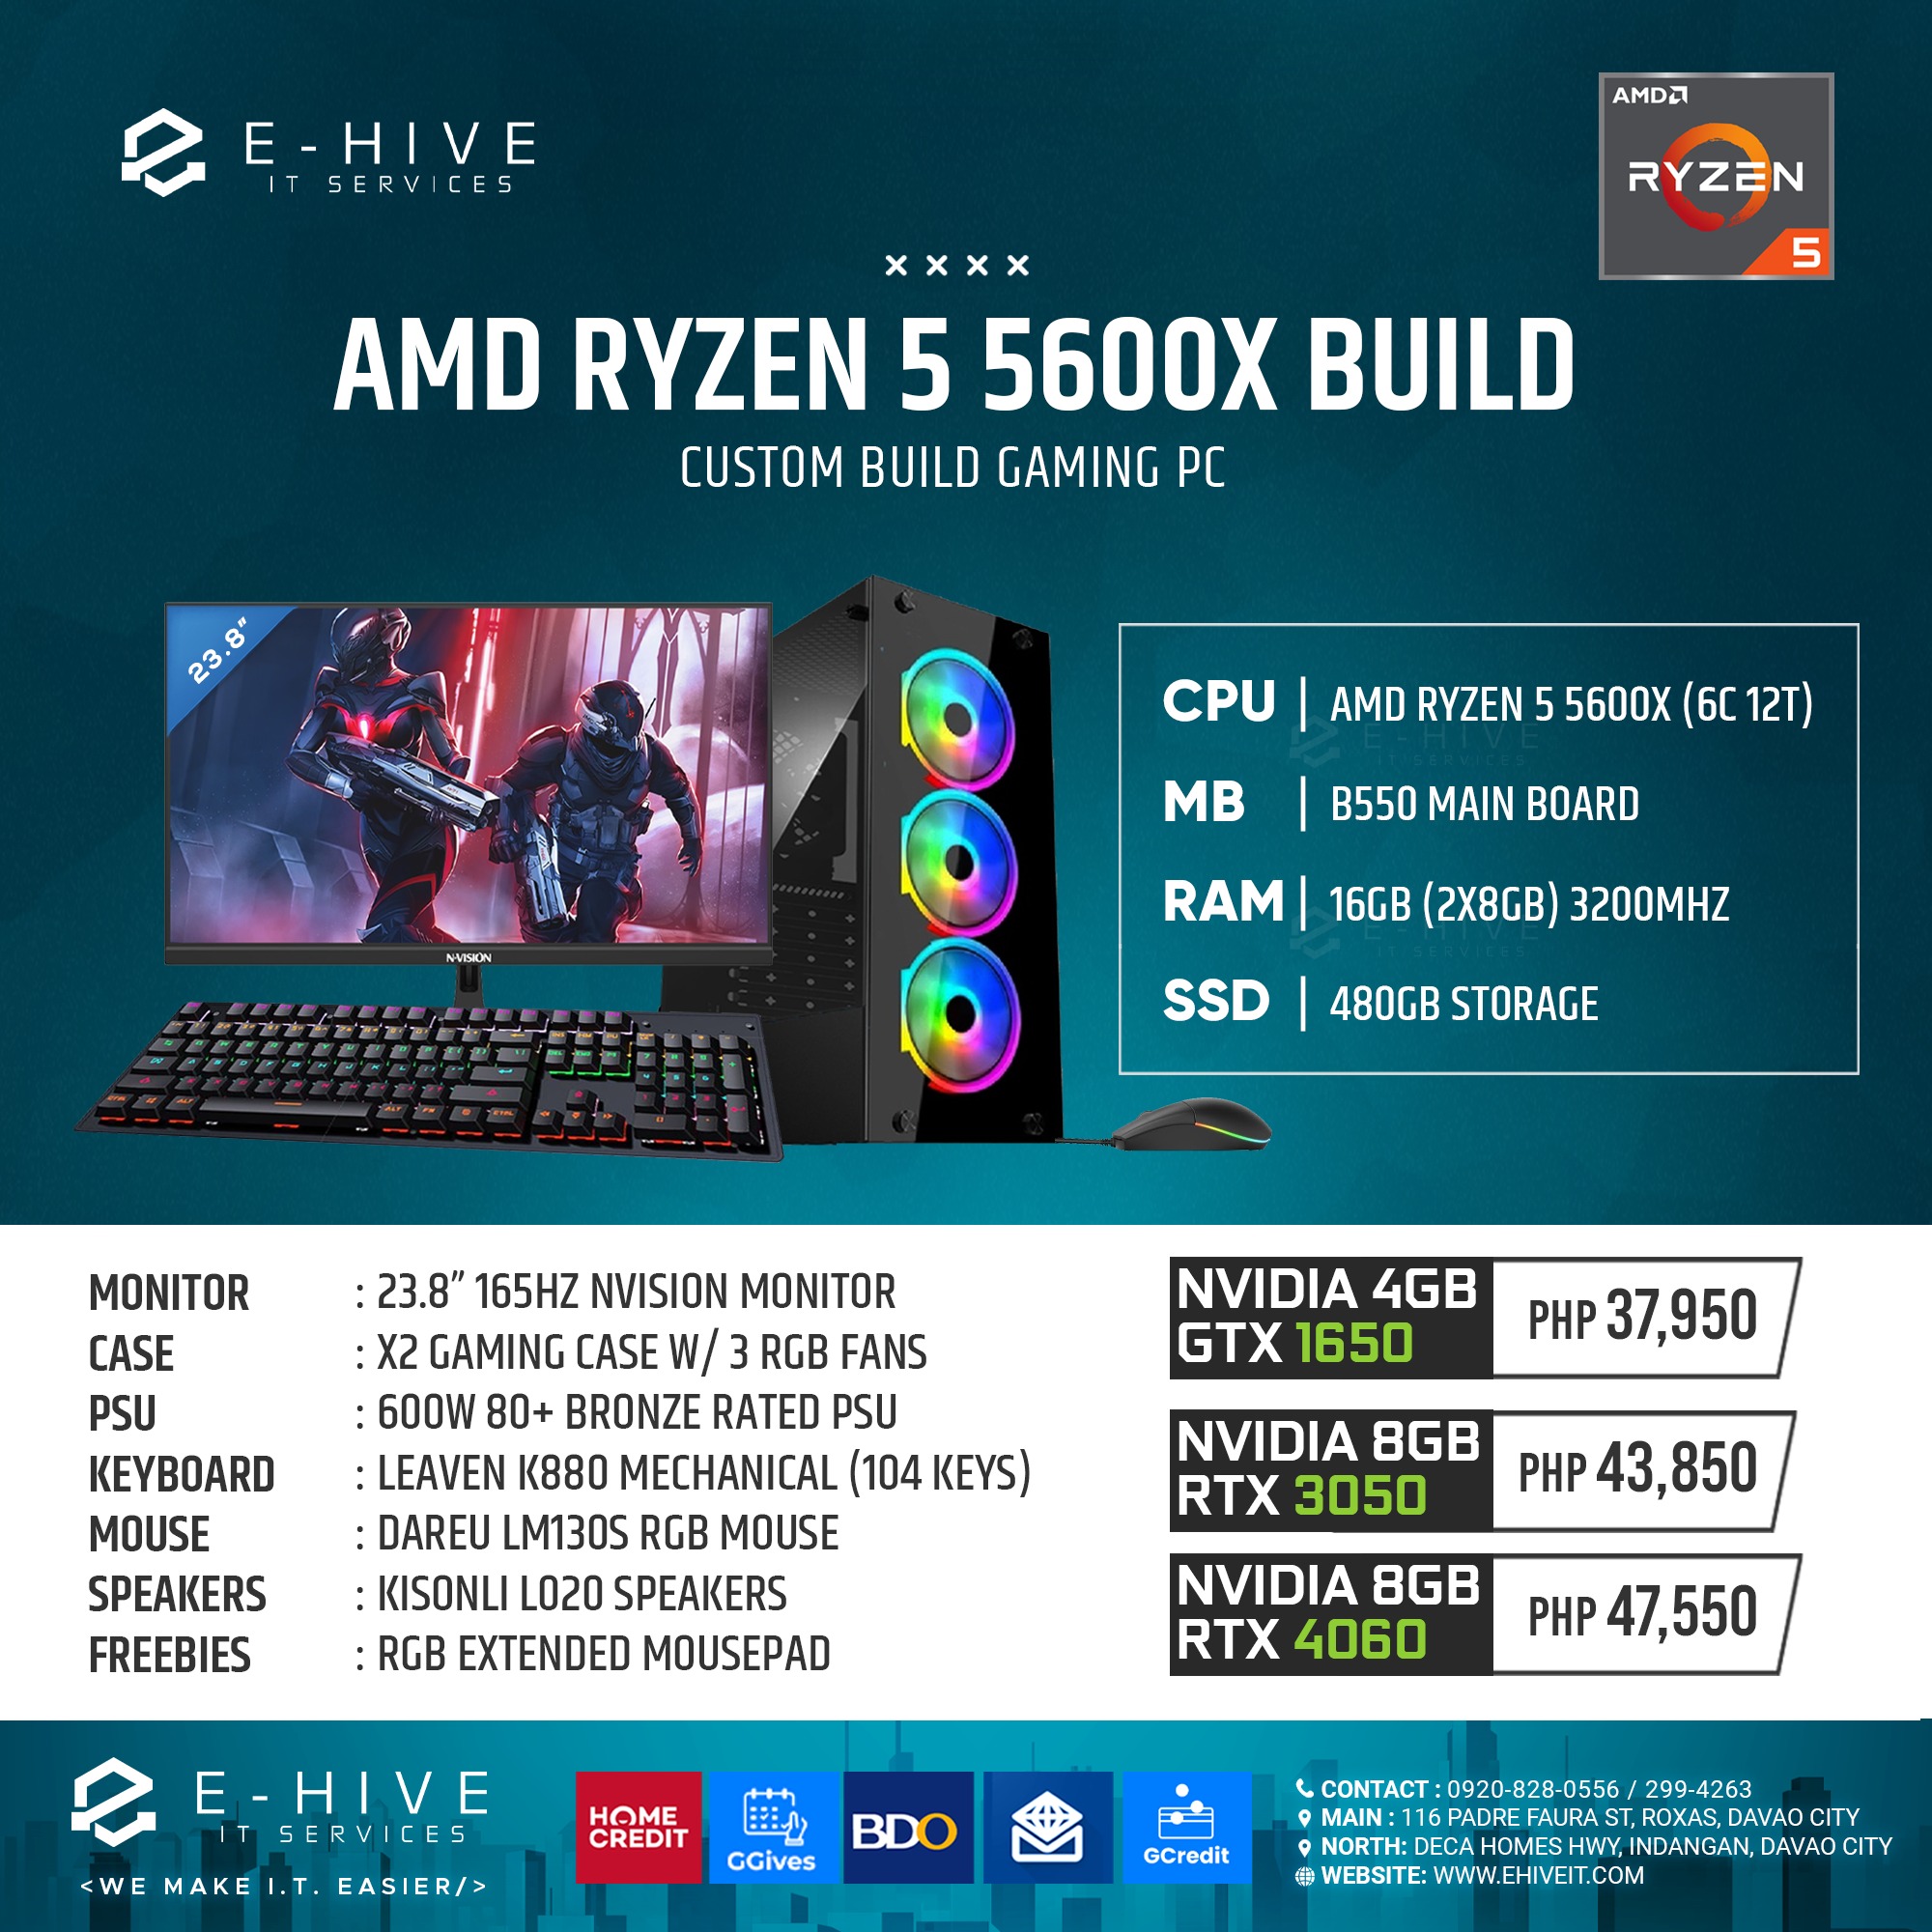 E-HIVE
IT SERVICES
AMD
RYZEN
5
××××
AMD RYZEN 5 5600X BUILD
CUSTOM BUILD GAMING PC
23.8"
N-VISION
CPU | AMD RYZEN 5 5600X (6C 12T)
MB | B550 MAIN BOARD
RAM | 16GB (2X8GB) 3200MHZ
SSD | 480GB STORAGE
E-HIVE
IT SERVICES
E-HIVE
IT SERVICES
MONITOR : 23.8” 165HZ NVISION MONITOR
CASE : X2 GAMING CASE W/ 3 RGB FANS
PSU : 600W 80+ BRONZE RATED PSU
KEYBOARD : LEAVEN K880 MECHANICAL (104 KEYS)
MOUSE : DAREU LM130S RGB MOUSE
SPEAKERS : KISONLI L020 SPEAKERS
FREEBIES : RGB EXTENDED MOUSEPAD
NVIDIA 4GB
GTX 1650
PHP 37,950
NVIDIA 8GB
RTX 3050
PHP 43,850
NVIDIA 8GB
RTX 4060
PHP 47,550
E-HIVE
IT SERVICES
<WE MAKE I.T. EASIER/>
HOME
CREDIT
GGives
BDO
GCredit
CONTACT : 0920-828-0556 / 299-4263
MAIN : 116 PADRE FAURA ST, ROXAS, DAVAO CITY
NORTH: DECA HOMES HWY, INDANGAN, DAVAO CITY
WEBSITE: WWW.EHIVEIT.COM